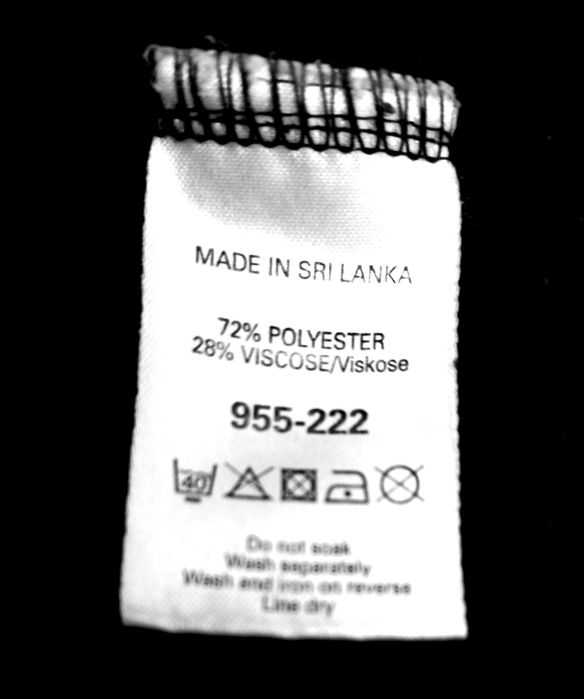 MADE IN SRI LANKA
72% POLYESTER
28% VISCOSE/Viskose
955-222
40
Do not soak
Wash separately
Wash and iron on reverse
Line dry